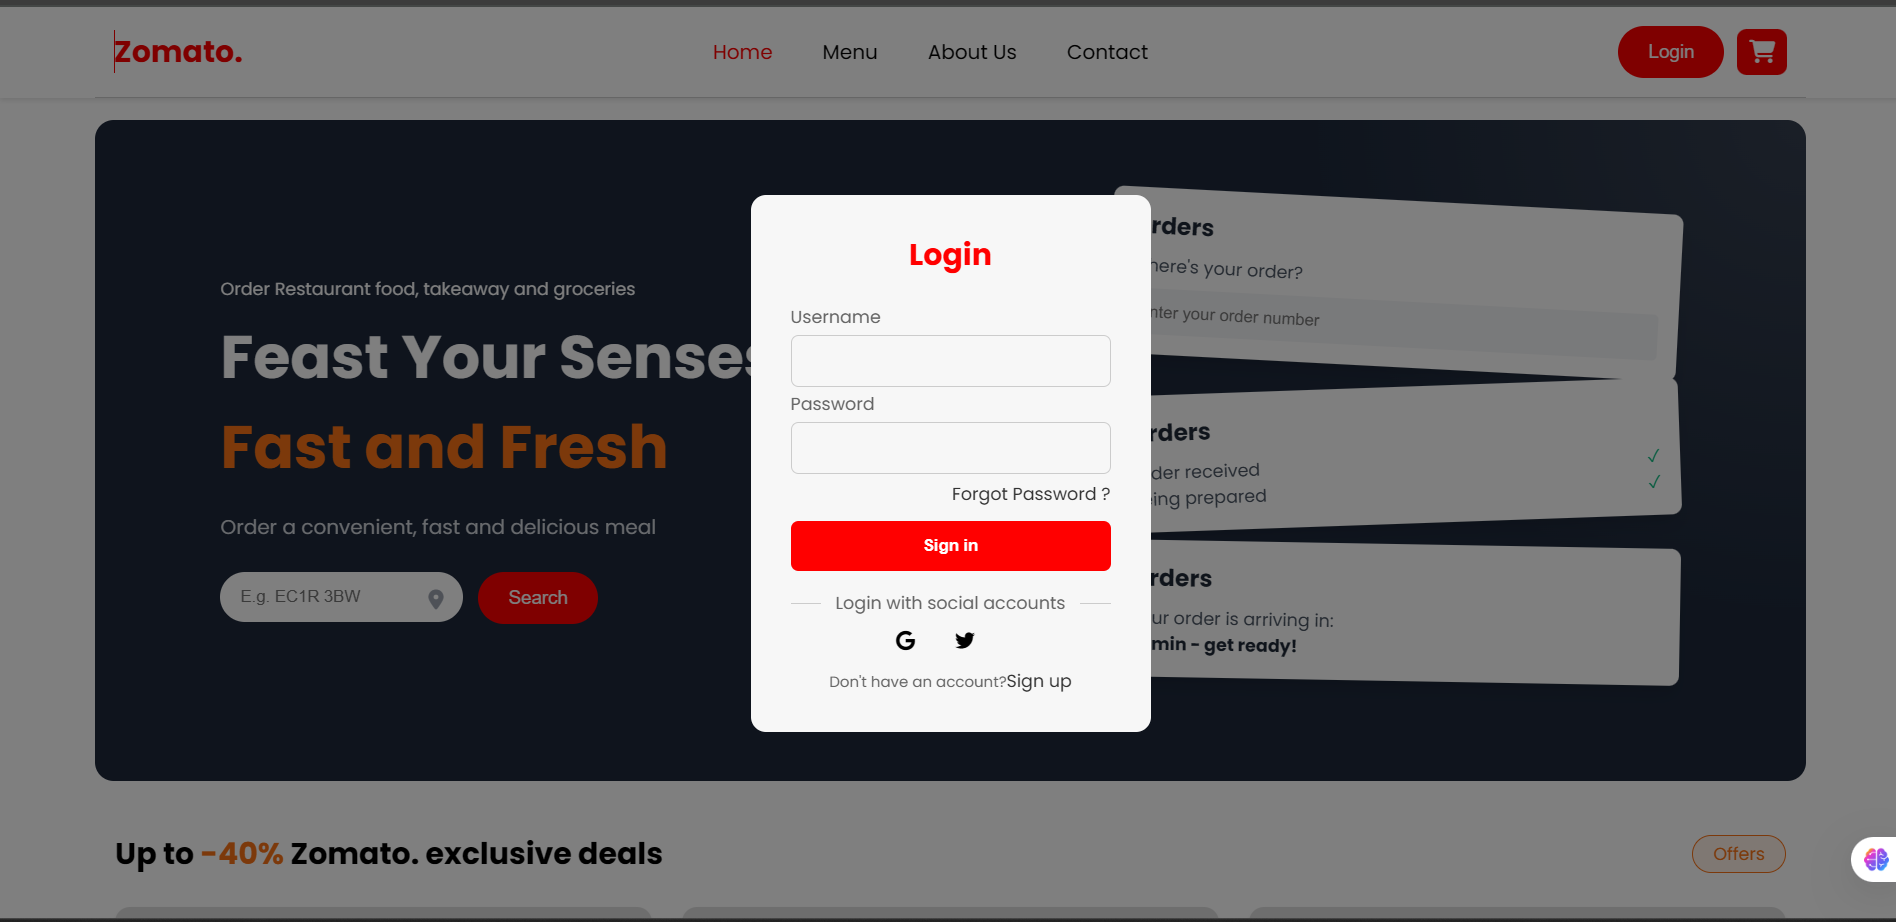 Zomato.
Home Menu About Us Contact
Login
Order Restaurant food, takeaway and groceries
Feast Your Senses
Fast and Fresh
Order a convenient, fast and delicious meal
E.g. EC1R 3BW
Search
Login
Username
Password
Forgot Password ?
Sign in
Login with social accounts
Don't have an account?Sign up
rders
here's your order?
nter your order number
rders
der received
ing prepared
rders
ur order is arriving in:
min - get ready!
Up to -40% Zomato. exclusive deals
Offers